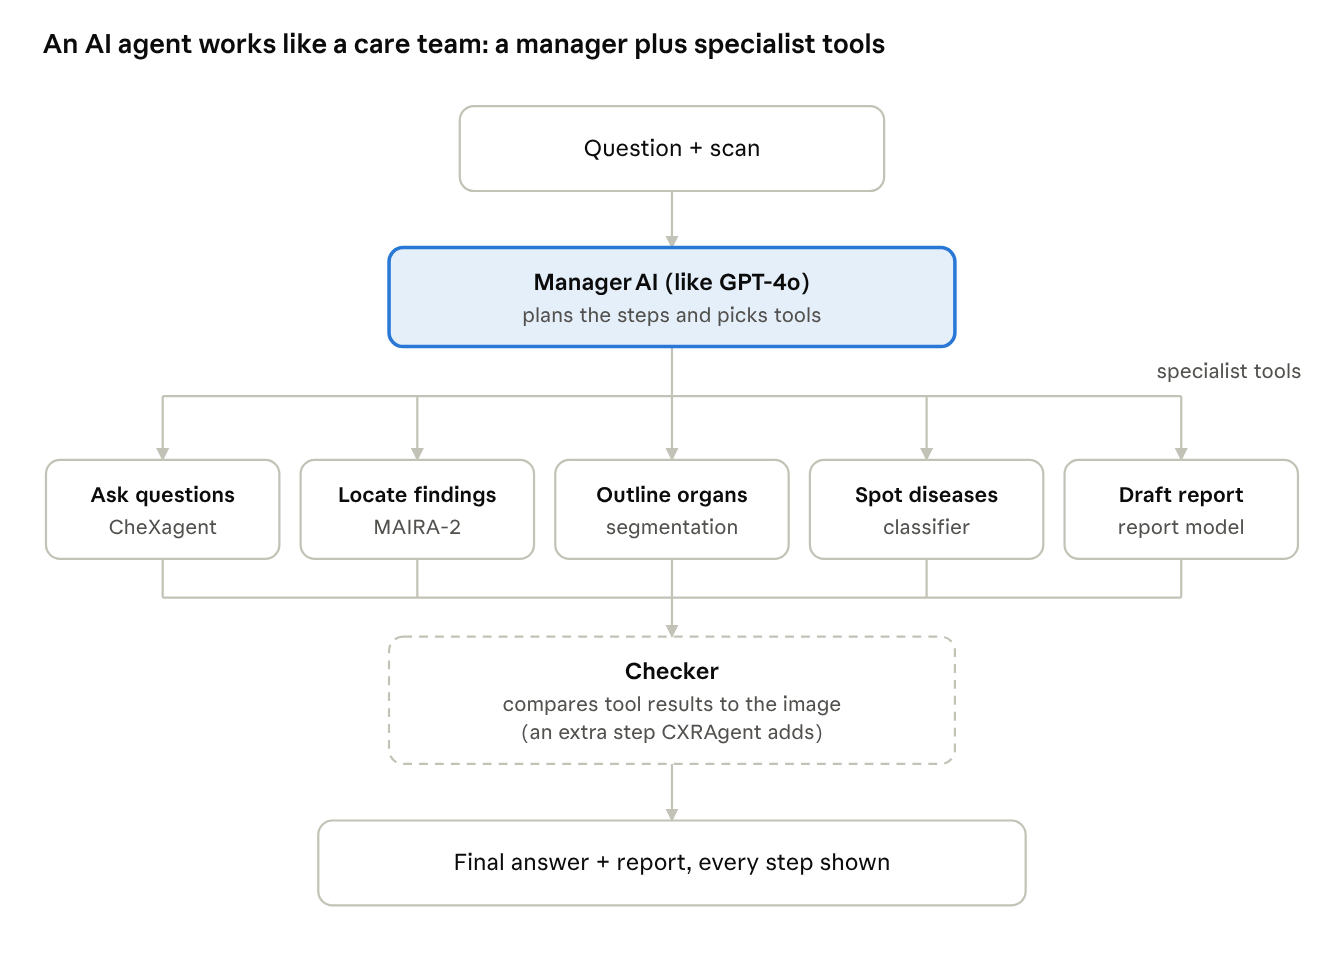 An AI agent works like a care team: a manager plus specialist tools
Question + scan
Manager AI (like GPT-4o)
plans the steps and picks tools
specialist tools
Ask questions
CheXagent
Locate findings
MAIRA-2
Outline organs
segmentation
Spot diseases
classifier
Draft report
report model
Checker
compares tool results to the image
(an extra step CXRAgent adds)
Final answer + report, every step shown